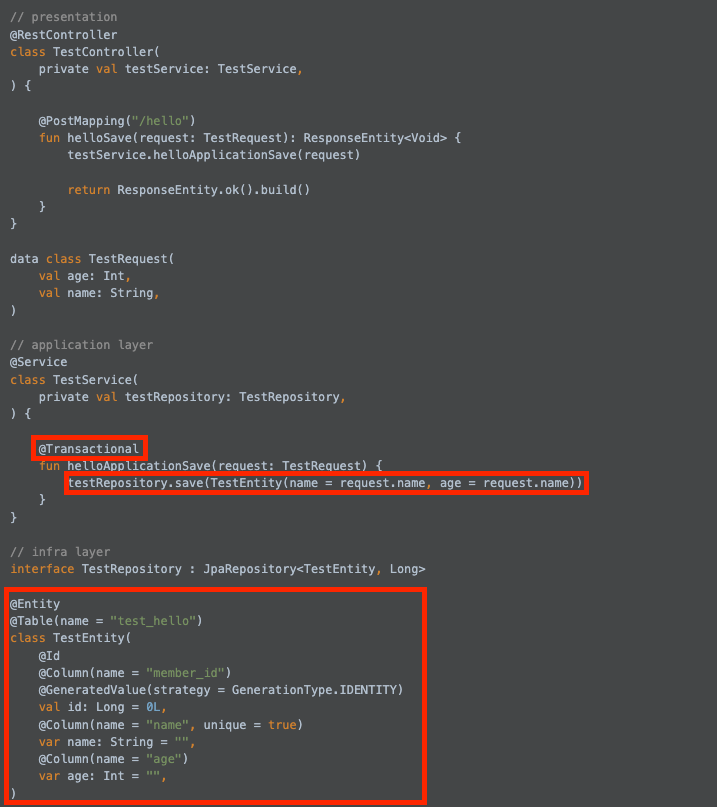 // presentation
@RestController
class TestController(
    private val testService: TestService,
) {
    @PostMapping("/hello")
    fun helloSave(request: TestRequest): ResponseEntity<Void> {
        testService.helloApplicationSave(request)
        return ResponseEntity.ok().build()
    }
}
data class TestRequest(
    val age: Int,
    val name: String,
)
// application layer
@Service
class TestService(
    private val testRepository: TestRepository,
) {
    @Transactional
    fun helloApplicationSave(request: TestRequest) {
        testRepository.save(TestEntity(name = request.name, age = request.name))
    }
}
// infra layer
interface TestRepository : JpaRepository<TestEntity, Long>
@Entity
@Table(name = "test_hello")
class TestEntity(
    @Id
    @Column(name = "member_id")
    @GeneratedValue(strategy = GenerationType.IDENTITY)
    val id: Long = 0L,
    @Column(name = "name", unique = true)
    var name: String = "",
    @Column(name = "age")
    var age: Int = "",
)